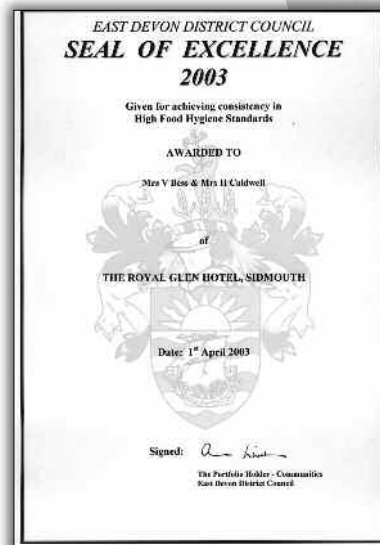 EAST DEVON DISTRICT COUNCIL
SEAL OF EXCELLENCE
2003
Given for achieving consistency in
High Food Hygiene Standards
AWARDED TO
Mrs V Bess & Mrs H Caldwell
of
THE ROYAL GLEN HOTEL, SIDMOUTH
Date: 1st April 2003
Signed:
The Portfolio Holder - Communities
East Devon District Council